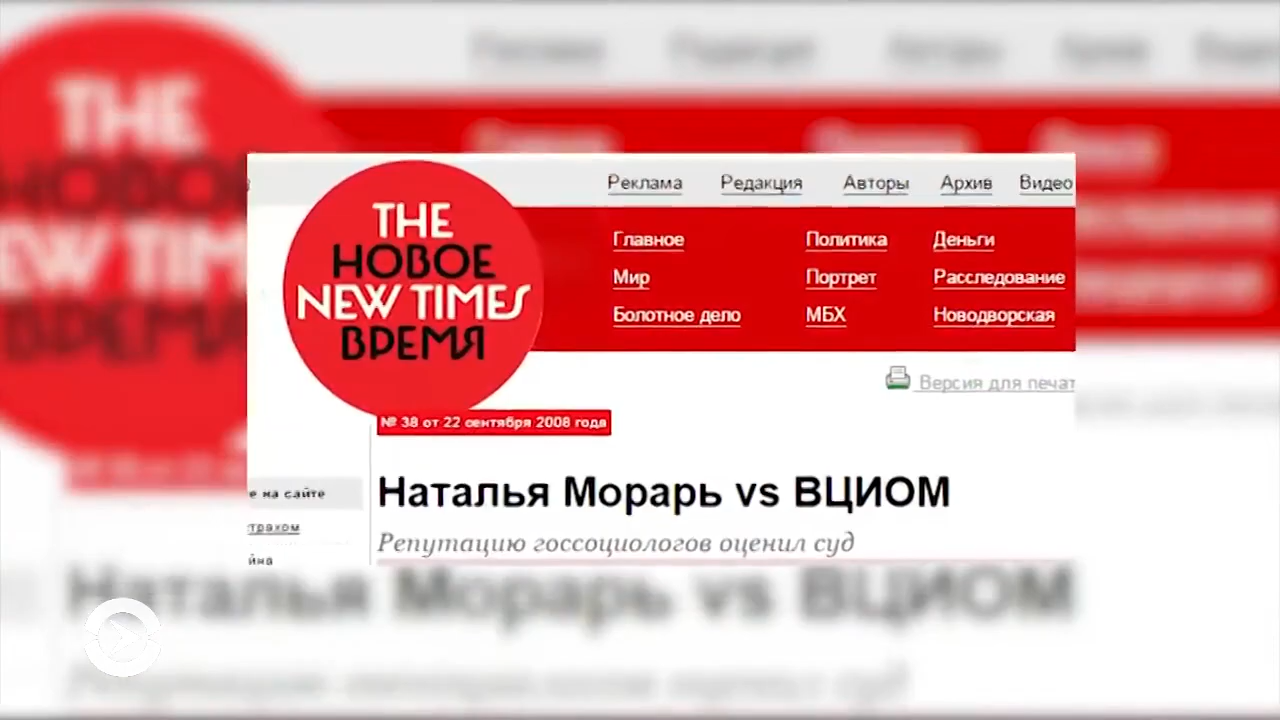 Реклама Редакция Авторы Архив Видео
THE
НОВОЕ
NEW TIMES
ВРЕМЯ
Главное Политика Деньги
Мир Портрет Расследование
Болотное дело МБХ Новодворская
Версия для печат
№ 38 от 22 сентября 2008 года
Наталья Морарь vs ВЦИОМ
е на сайте
Репутацию госсоциологов оценил суд
трахом
йна